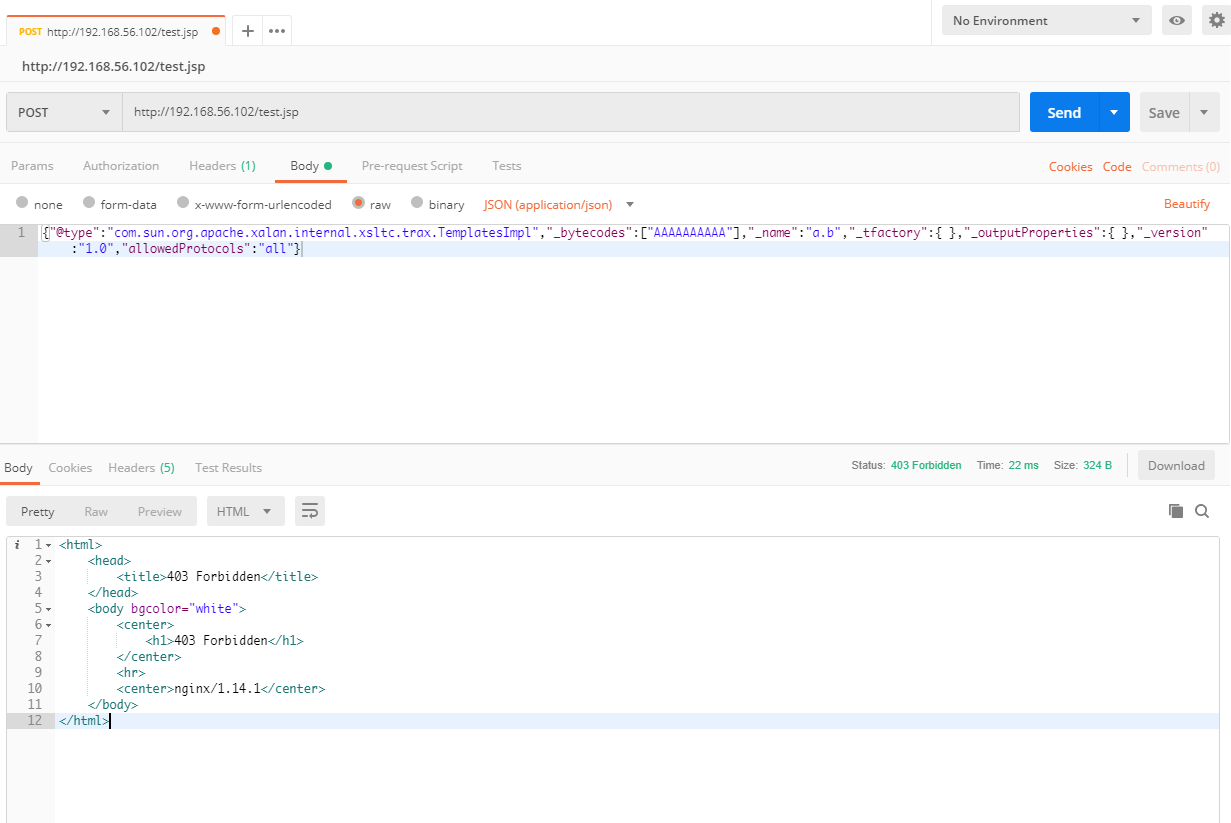 POST http://192.168.56.102/test.jsp
No Environment
http://192.168.56.102/test.jsp
POST http://192.168.56.102/test.jsp Send Save
Params Authorization Headers (1) Body Pre-request Script Tests Cookies Code Comments (0)
none form-data x-www-form-urlencoded raw binary JSON (application/json) Beautify
1 {"@type":"com.sun.org.apache.xalan.internal.xsltc.trax.TemplatesImpl","_bytecodes":["AAAAAAAAAA"],"_name":"a.b","_tfactory":{ },"_outputProperties":{ },"_version"
:"1.0","allowedProtocols":"all"}
Body Cookies Headers (5) Test Results Status: 403 Forbidden Time: 22 ms Size: 324 B Download
Pretty Raw Preview HTML
i 1 <html>
2 <head>
3 <title>403 Forbidden</title>
4 </head>
5 <body bgcolor="white">
6 <center>
7 <h1>403 Forbidden</h1>
8 </center>
9 <hr>
10 <center>nginx/1.14.1</center>
11 </body>
12 </html>